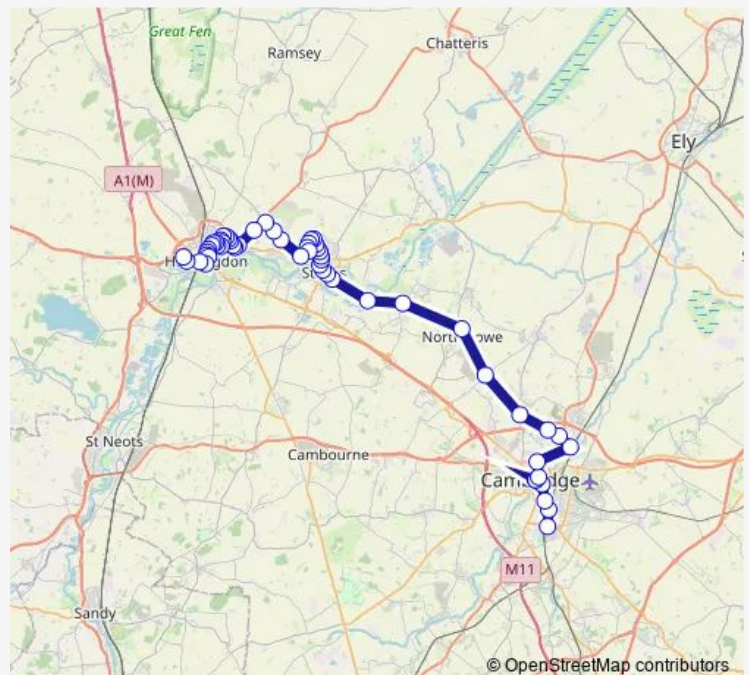 Great Fen
Ramsey
Chatteris
Ely
A1(M)
St Neots
Cambourne
M11
Sandy
© OpenStreetMap contributors